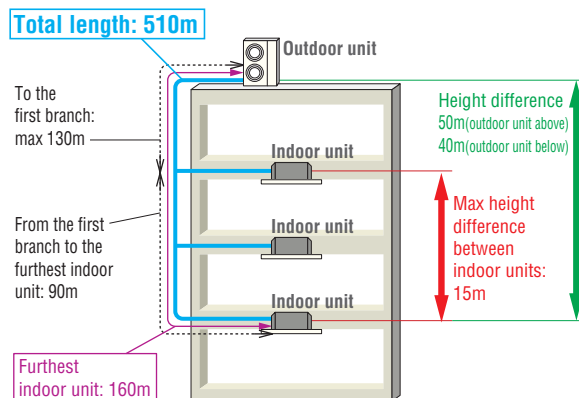 Total length: 510m
Outdoor unit
To the
first branch:
max 130m
Height difference
50m(outdoor unit above)
40m(outdoor unit below)
Indoor unit
Max height
difference
between
indoor units:
15m
From the first
branch to the
furthest indoor
unit: 90m
Indoor unit
Indoor unit
Furthest
indoor unit: 160m